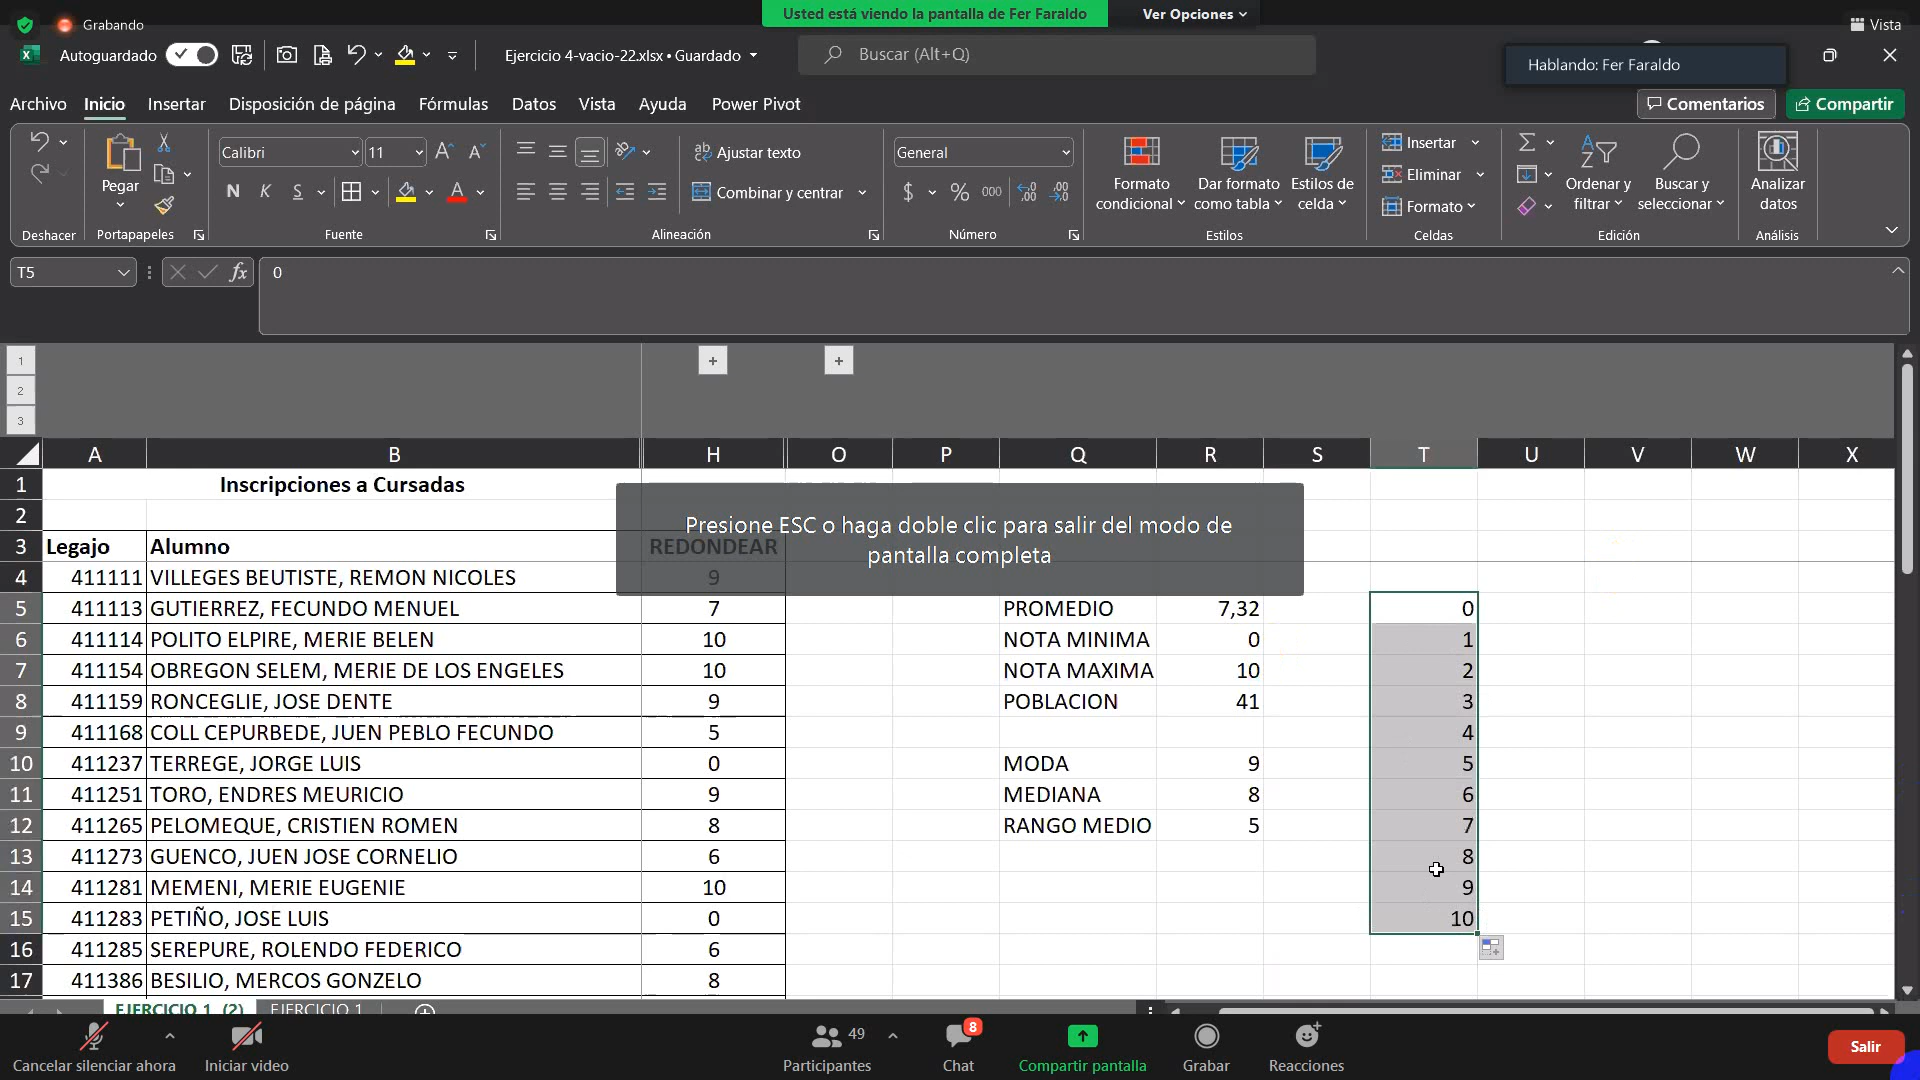 Usted está viendo la pantalla de Fer Faraldo
Ver Opciones
Grabando
Vista
Autoguardado
Ejercicio 4-vacio-22.xlsx • Guardado
Buscar (Alt+Q)
Hablando: Fer Faraldo
Archivo Inicio Insertar Disposición de página Fórmulas Datos Vista Ayuda Power Pivot
Comentarios Compartir
Pegar
Calibri 11
N K S
Ajustar texto
Combinar y centrar
General
$ % 000
Formato condicional
Dar formato como tabla
Estilos de celda
Insertar
Eliminar
Formato
Ordenar y filtrar
Buscar y seleccionar
Analizar datos
Deshacer Portapapeles Fuente Alineación Número Estilos Celdas Edición Análisis
T5 fx 0
1
2
3
A B H O P Q R S T U V W X
1 Inscripciones a Cursadas
2
3 Legajo Alumno REDONDEAR
4 411111 VILLEGES BEUTISTE, REMON NICOLES 9
5 411113 GUTIERREZ, FECUNDO MENUEL 7 PROMEDIO 7,32 0
6 411114 POLITO ELPIRE, MERIE BELEN 10 NOTA MINIMA 0 1
7 411154 OBREGON SELEM, MERIE DE LOS ENGELES 10 NOTA MAXIMA 10 2
8 411159 RONCEGLIE, JOSE DENTE 9 POBLACION 41 3
9 411168 COLL CEPURBEDE, JUEN PEBLO FECUNDO 5 4
10 411237 TERREGE, JORGE LUIS 0 MODA 9 5
11 411251 TORO, ENDRES MEURICIO 9 MEDIANA 8 6
12 411265 PELOMEQUE, CRISTIEN ROMEN 8 RANGO MEDIO 5 7
13 411273 GUENCO, JUEN JOSE CORNELIO 6 8
14 411281 MEMENI, MERIE EUGENIE 10 9
15 411283 PETIÑO, JOSE LUIS 0 10
16 411285 SEREPURE, ROLENDO FEDERICO 6
17 411386 BESILIO, MERCOS GONZELO 8
Presione ESC o haga doble clic para salir del modo de
pantalla completa
EJERCICIO 1 (2) EJERCICIO 1
49
8
Cancelar silenciar ahora Iniciar video Participantes Chat Compartir pantalla Grabar Reacciones Salir